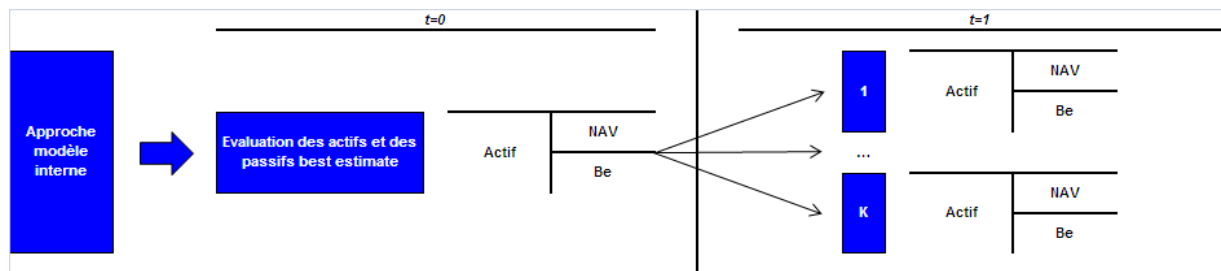 t=0
t=1
Approche
modèle
interne
Evaluation des actifs et des
passifs best estimate
Actif
NAV
Be
1
Actif
NAV
Be
...
K
Actif
NAV
Be